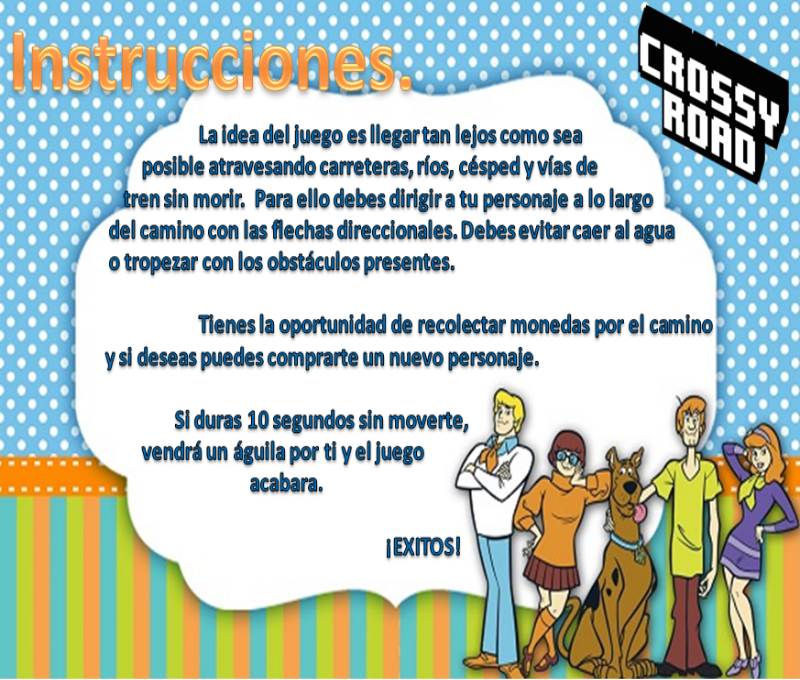 Instrucciones.
CROSSY
ROAD
La idea del juego es llegar tan lejos como sea
posible atravesando carreteras, ríos, césped y vías de
tren sin morir. Para ello debes dirigir a tu personaje a lo largo
del camino con las flechas direccionales. Debes evitar caer al agua
o tropezar con los obstáculos presentes.
Tienes la oportunidad de recolectar monedas por el camino
y si deseas puedes comprarte un nuevo personaje.
Si duras 10 segundos sin moverte,
vendrá un águila por ti y el juego
acabara.
¡EXITOS!